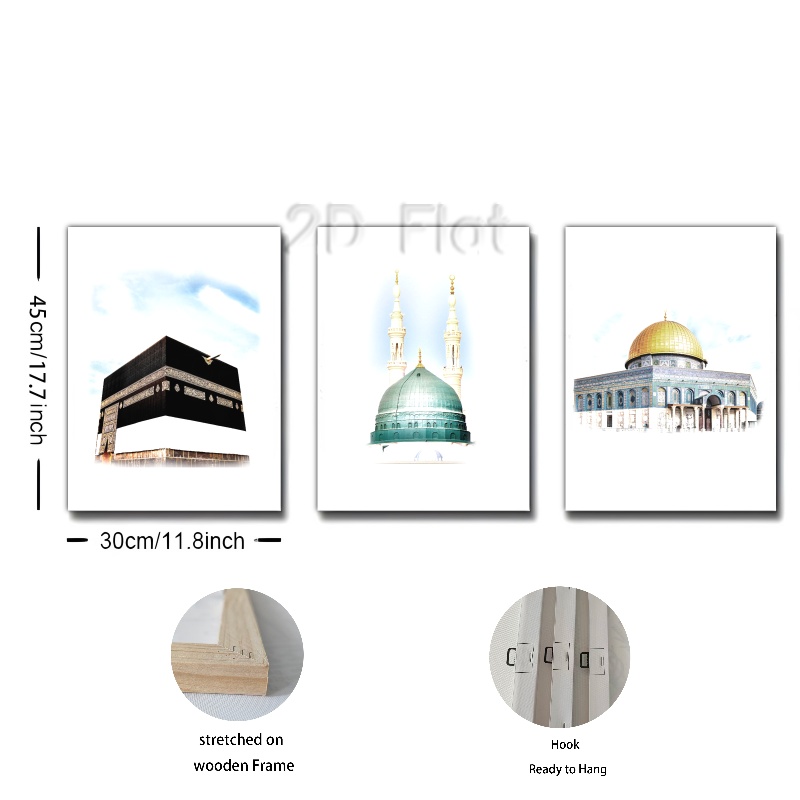 2D Flat
45cm/17.7inch
30cm/11.8inch
stretched on
wooden Frame
Hook
Ready to Hang